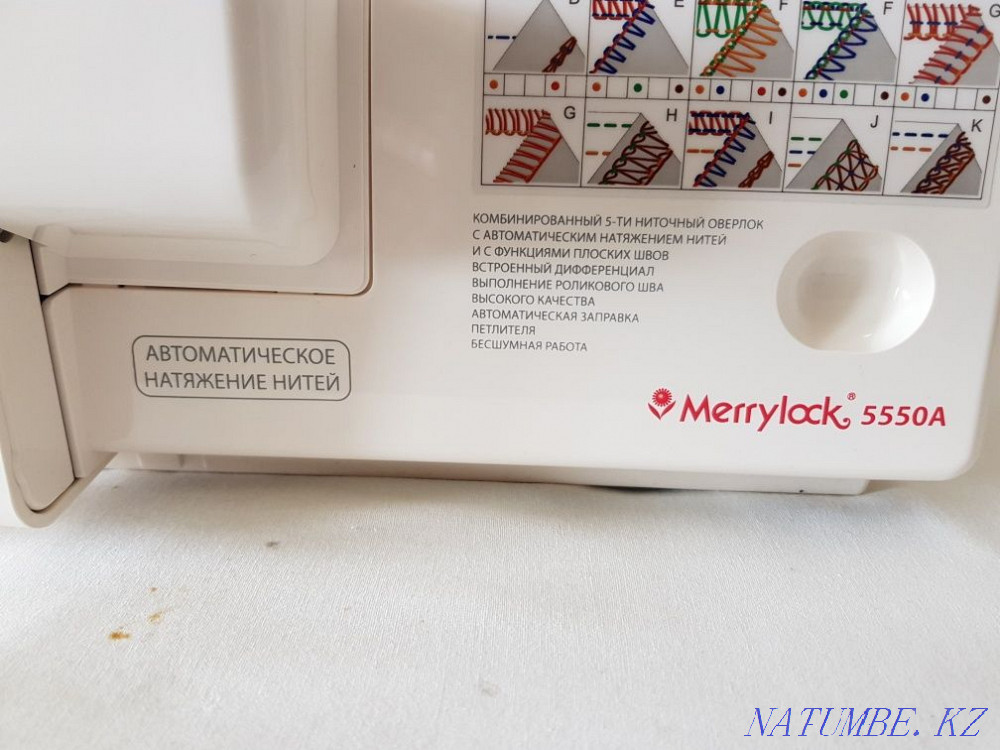 D E F F G
G H I J K
КОМБИНИРОВАННЫЙ 5-ТИ НИТОЧНЫЙ ОВЕРЛОК
С АВТОМАТИЧЕСКИМ НАТЯЖЕНИЕМ НИТЕЙ
И С ФУНКЦИЯМИ ПЛОСКИХ ШВОВ
ВСТРОЕННЫЙ ДИФФЕРЕНЦИАЛ
ВЫПОЛНЕНИЕ РОЛИКОВОГО ШВА
ВЫСОКОГО КАЧЕСТВА
АВТОМАТИЧЕСКАЯ ЗАПРАВКА
ПЕТЛИТЕЛЯ
БЕСШУМНАЯ РАБОТА
АВТОМАТИЧЕСКОЕ
НАТЯЖЕНИЕ НИТЕЙ
Merrylock® 5550A
NATUMBE.KZ